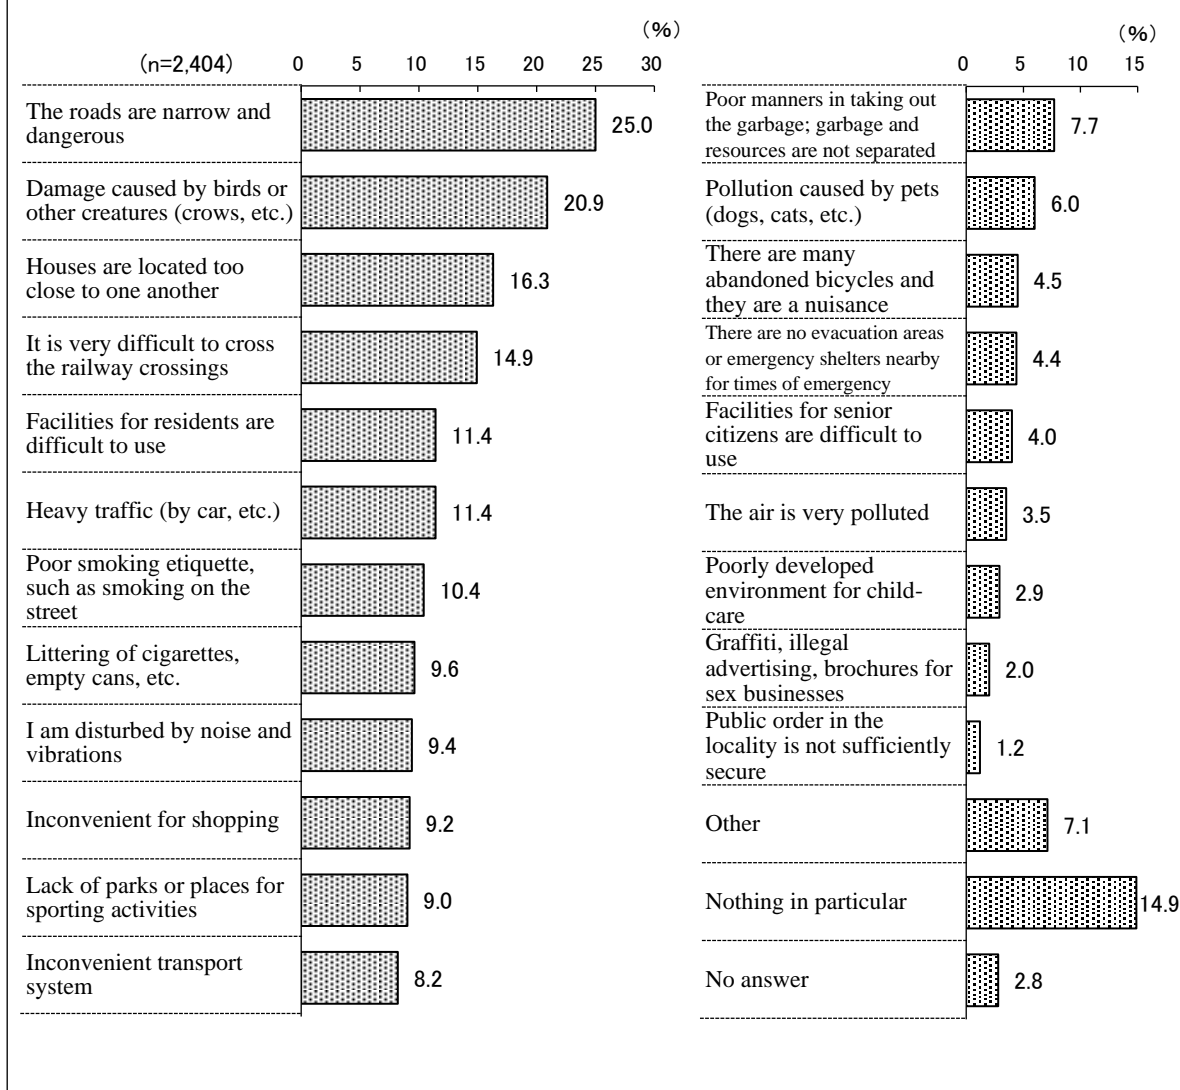 (%)
(n=2,404) 0 5 10 15 20 25 30
The roads are narrow and
dangerous
25.0
Damage caused by birds or
other creatures (crows, etc.)
20.9
Houses are located too
close to one another
16.3
It is very difficult to cross
the railway crossings
14.9
Facilities for residents are
difficult to use
11.4
Heavy traffic (by car, etc.)
11.4
Poor smoking etiquette,
such as smoking on the
street
10.4
Littering of cigarettes,
empty cans, etc.
9.6
I am disturbed by noise and
vibrations
9.4
Inconvenient for shopping
9.2
Lack of parks or places for
sporting activities
9.0
Inconvenient transport
system
8.2
(%)
0 5 10 15
Poor manners in taking out
the garbage; garbage and
resources are not separated
7.7
Pollution caused by pets
(dogs, cats, etc.)
6.0
There are many
abandoned bicycles and
they are a nuisance
4.5
There are no evacuation areas
or emergency shelters nearby
for times of emergency
4.4
Facilities for senior
citizens are difficult to
use
4.0
The air is very polluted
3.5
Poorly developed
environment for child-
care
2.9
Graffiti, illegal
advertising, brochures for
sex businesses
2.0
Public order in the
locality is not sufficiently
secure
1.2
Other
7.1
Nothing in particular
14.9
No answer
2.8